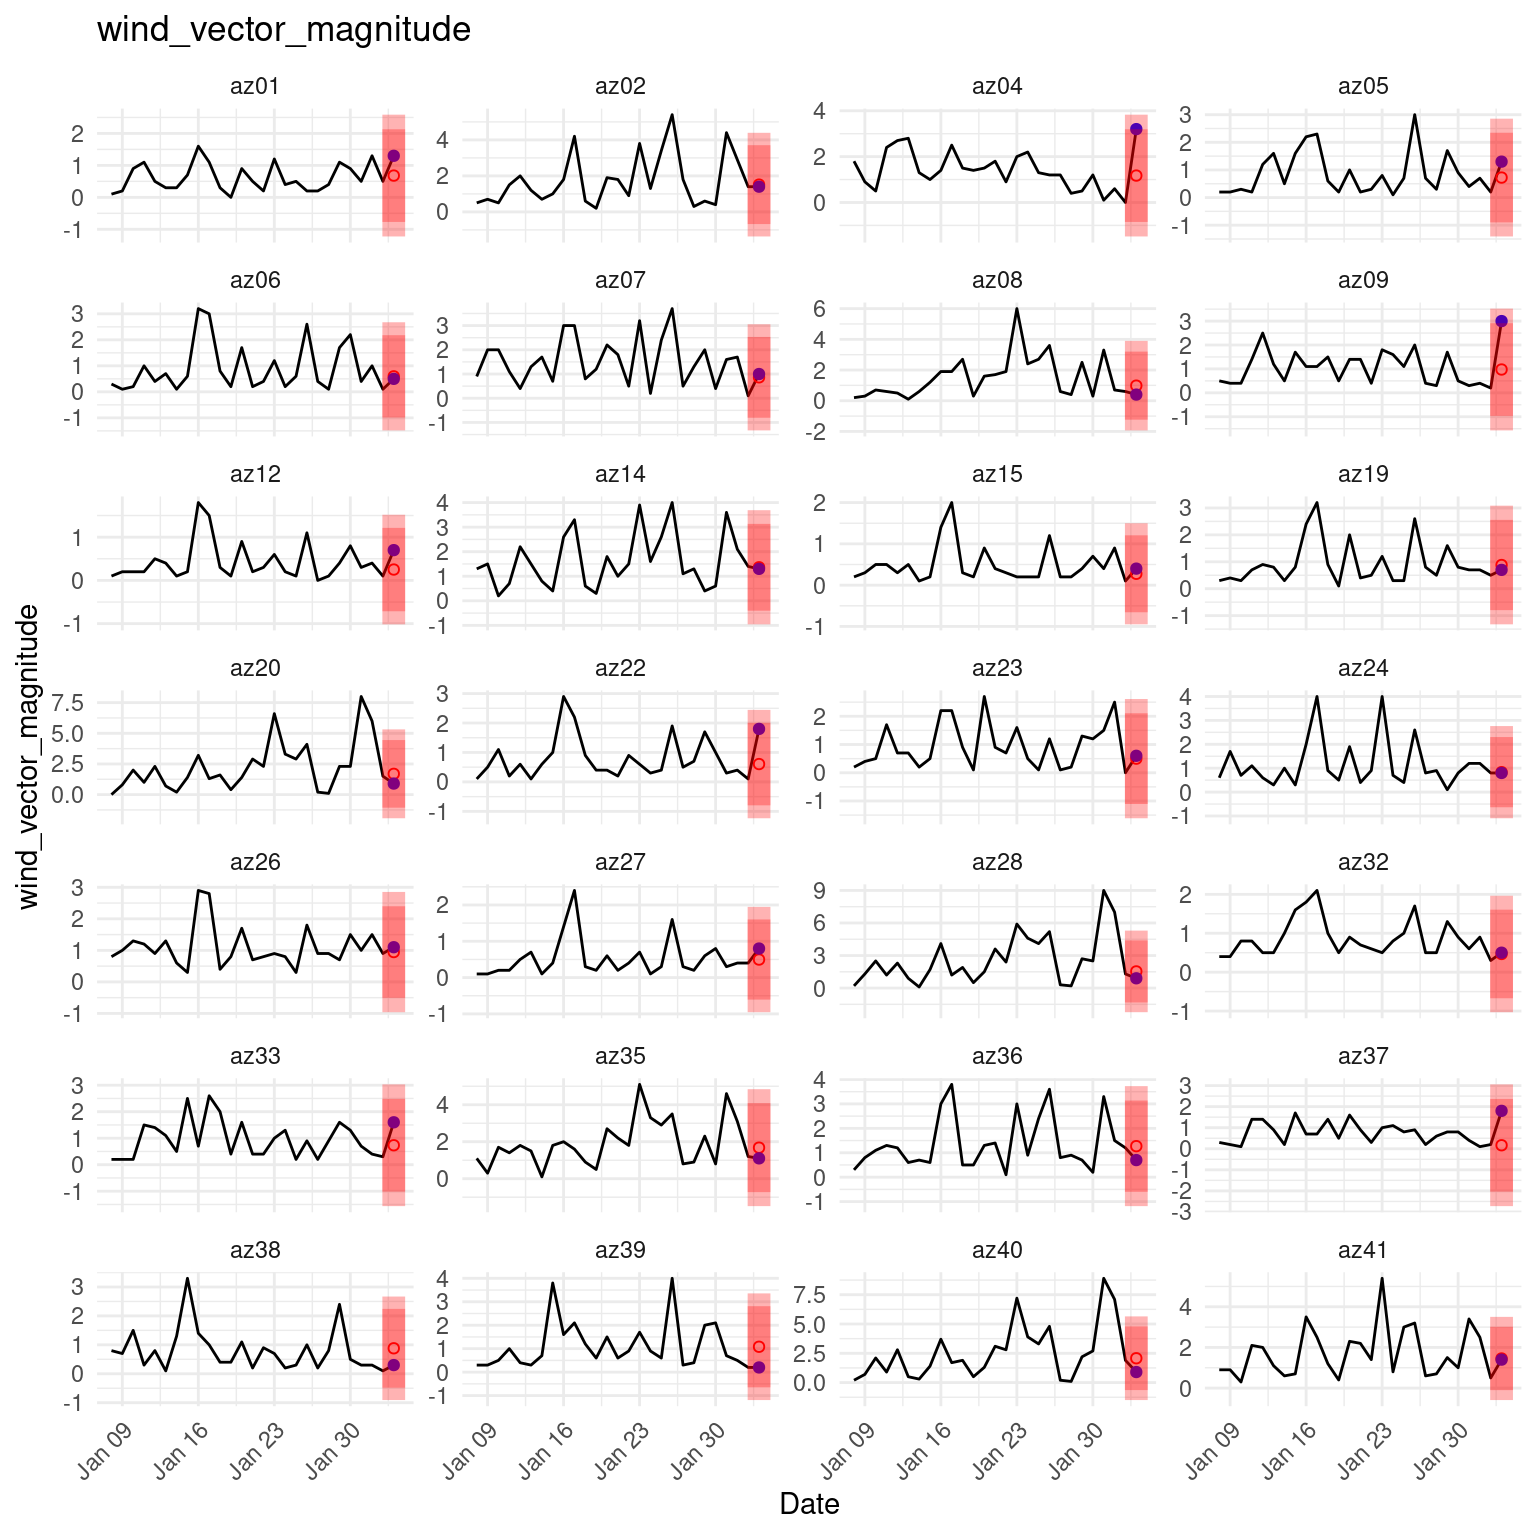 wind_vector_magnitude
az01 az02 az04 az05
2 4 4 3
1 2 2 2
0 0 0 1
-1 0
-1
az06 az07 az08 az09
3 3 6 3
2 2 4 2
1 1 2 1
0 0 0 0
-1 -1 -2 -1
az12 az14 az15 az19
1 4 2 3
0 3 1 2
-1 2 0 1
1 -1 0
0 -1
-1
az20 az22 az23 az24
7.5 3 2 4
5.0 2 1 3
2.5 1 0 2
0.0 0 -1 1
-1 0
-1
az26 az27 az28 az32
3 2 9 2
2 1 6 1
1 0 3 0
0 -1 0 -1
-1
az33 az35 az36 az37
3 4 4 3
2 2 3 2
1 0 2 1
0 1 0
-1 0 -1
-1 -2
-3
az38 az39 az40 az41
3 4 7.5 4
2 3 5.0 2
1 2 2.5 0
0 1 0.0
-1 0
-1
wind_vector_magnitude
Jan 09 Jan 16 Jan 23 Jan 30 Jan 09 Jan 16 Jan 23 Jan 30 Jan 09 Jan 16 Jan 23 Jan 30 Jan 09 Jan 16 Jan 23 Jan 30
Date